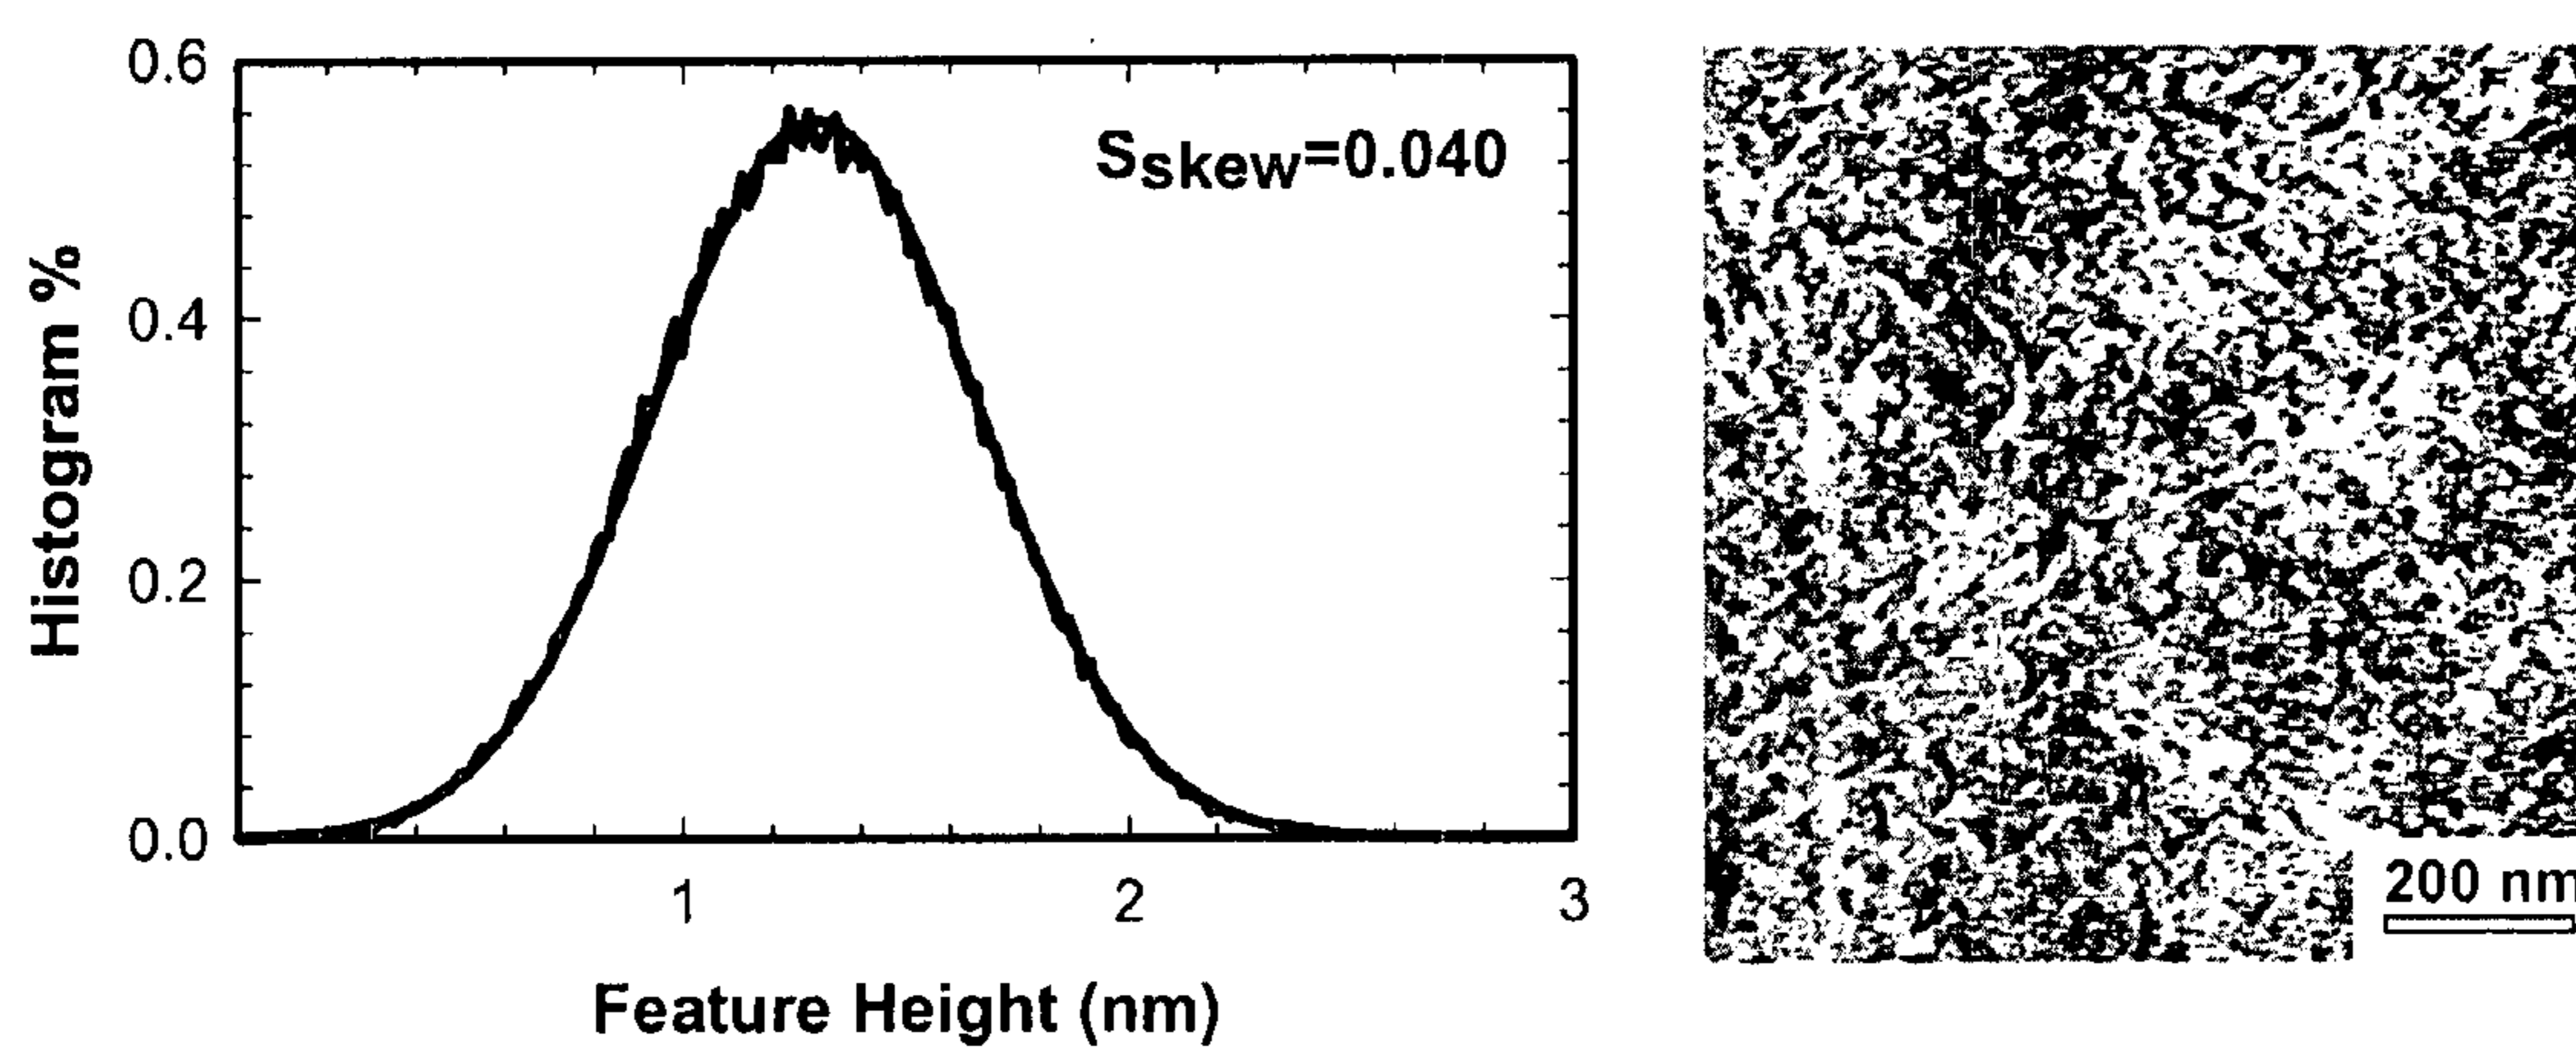 0.6
Sskew=0.040
0.4
Histogram %
0.2
0.0
1 2 3
Feature Height (nm)
200 nm